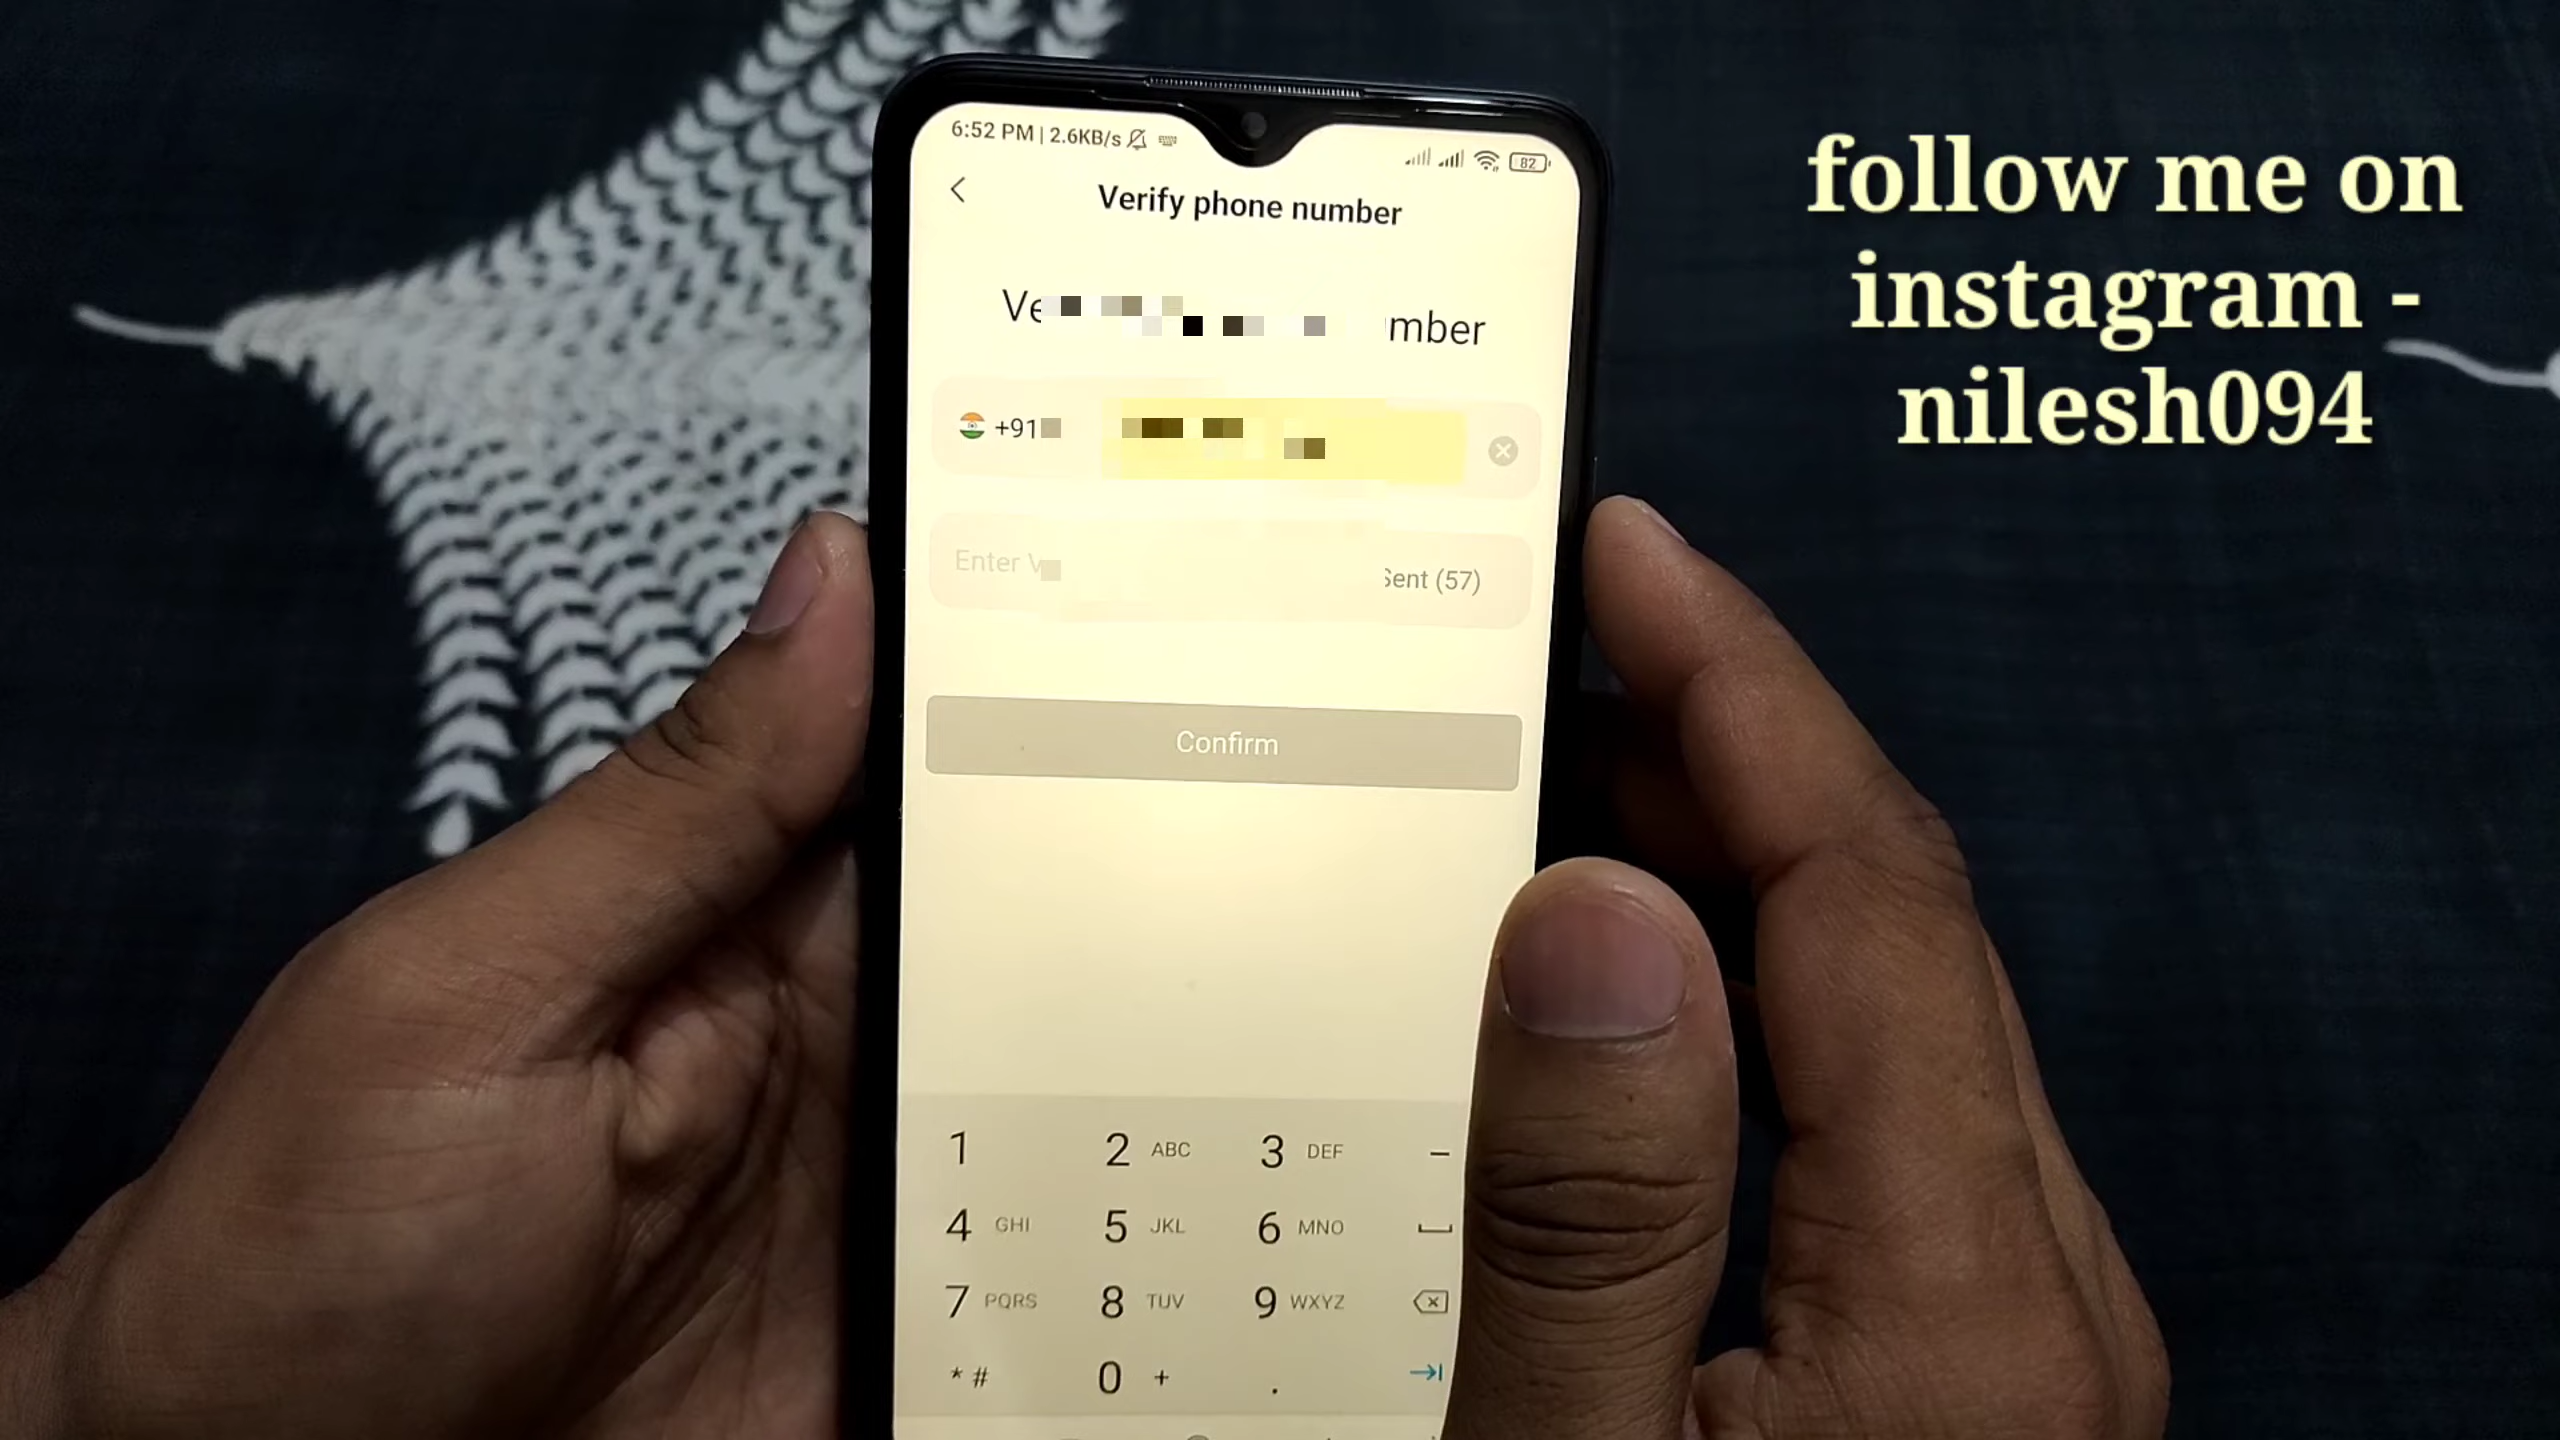 6:52 PM | 2.6KB/s
82
Verify phone number
+91
Enter
Sent (57)
Confirm
1
2 ABC
3 DEF
-
4 GHI
5 JKL
6 MNO
7 PQRS
8 TUV
9 WXYZ
* #
0 +
.
follow me on
instagram -
nilesh094